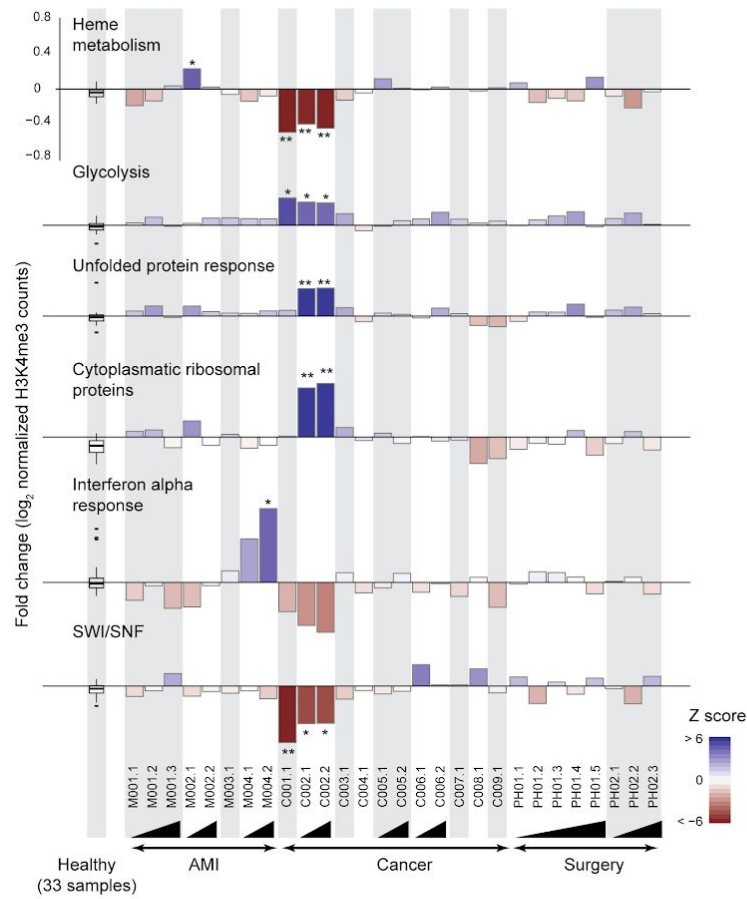 0.8
Heme
metabolism
0.4
*
0
−0.4
** ** **
−0.8
Glycolysis
* * *
Unfolded protein response
** **
Cytoplasmatic ribosomal
proteins
** **
Interferon alpha
response
*
SWI/SNF
** * *
Fold change (log₂ normalized H3K4me3 counts)
Z score
> 6
0
< −6
M001.1
M001.2
M001.3
M002.1
M002.2
M003.1
M004.1
M004.2
C001.1
C002.1
C002.2
C003.1
C004.1
C005.1
C005.2
C006.1
C006.2
C007.1
C008.1
C009.1
PH01.1
PH01.2
PH01.3
PH01.4
PH01.5
PH02.1
PH02.2
PH02.3
Healthy
(33 samples)
AMI
Cancer
Surgery